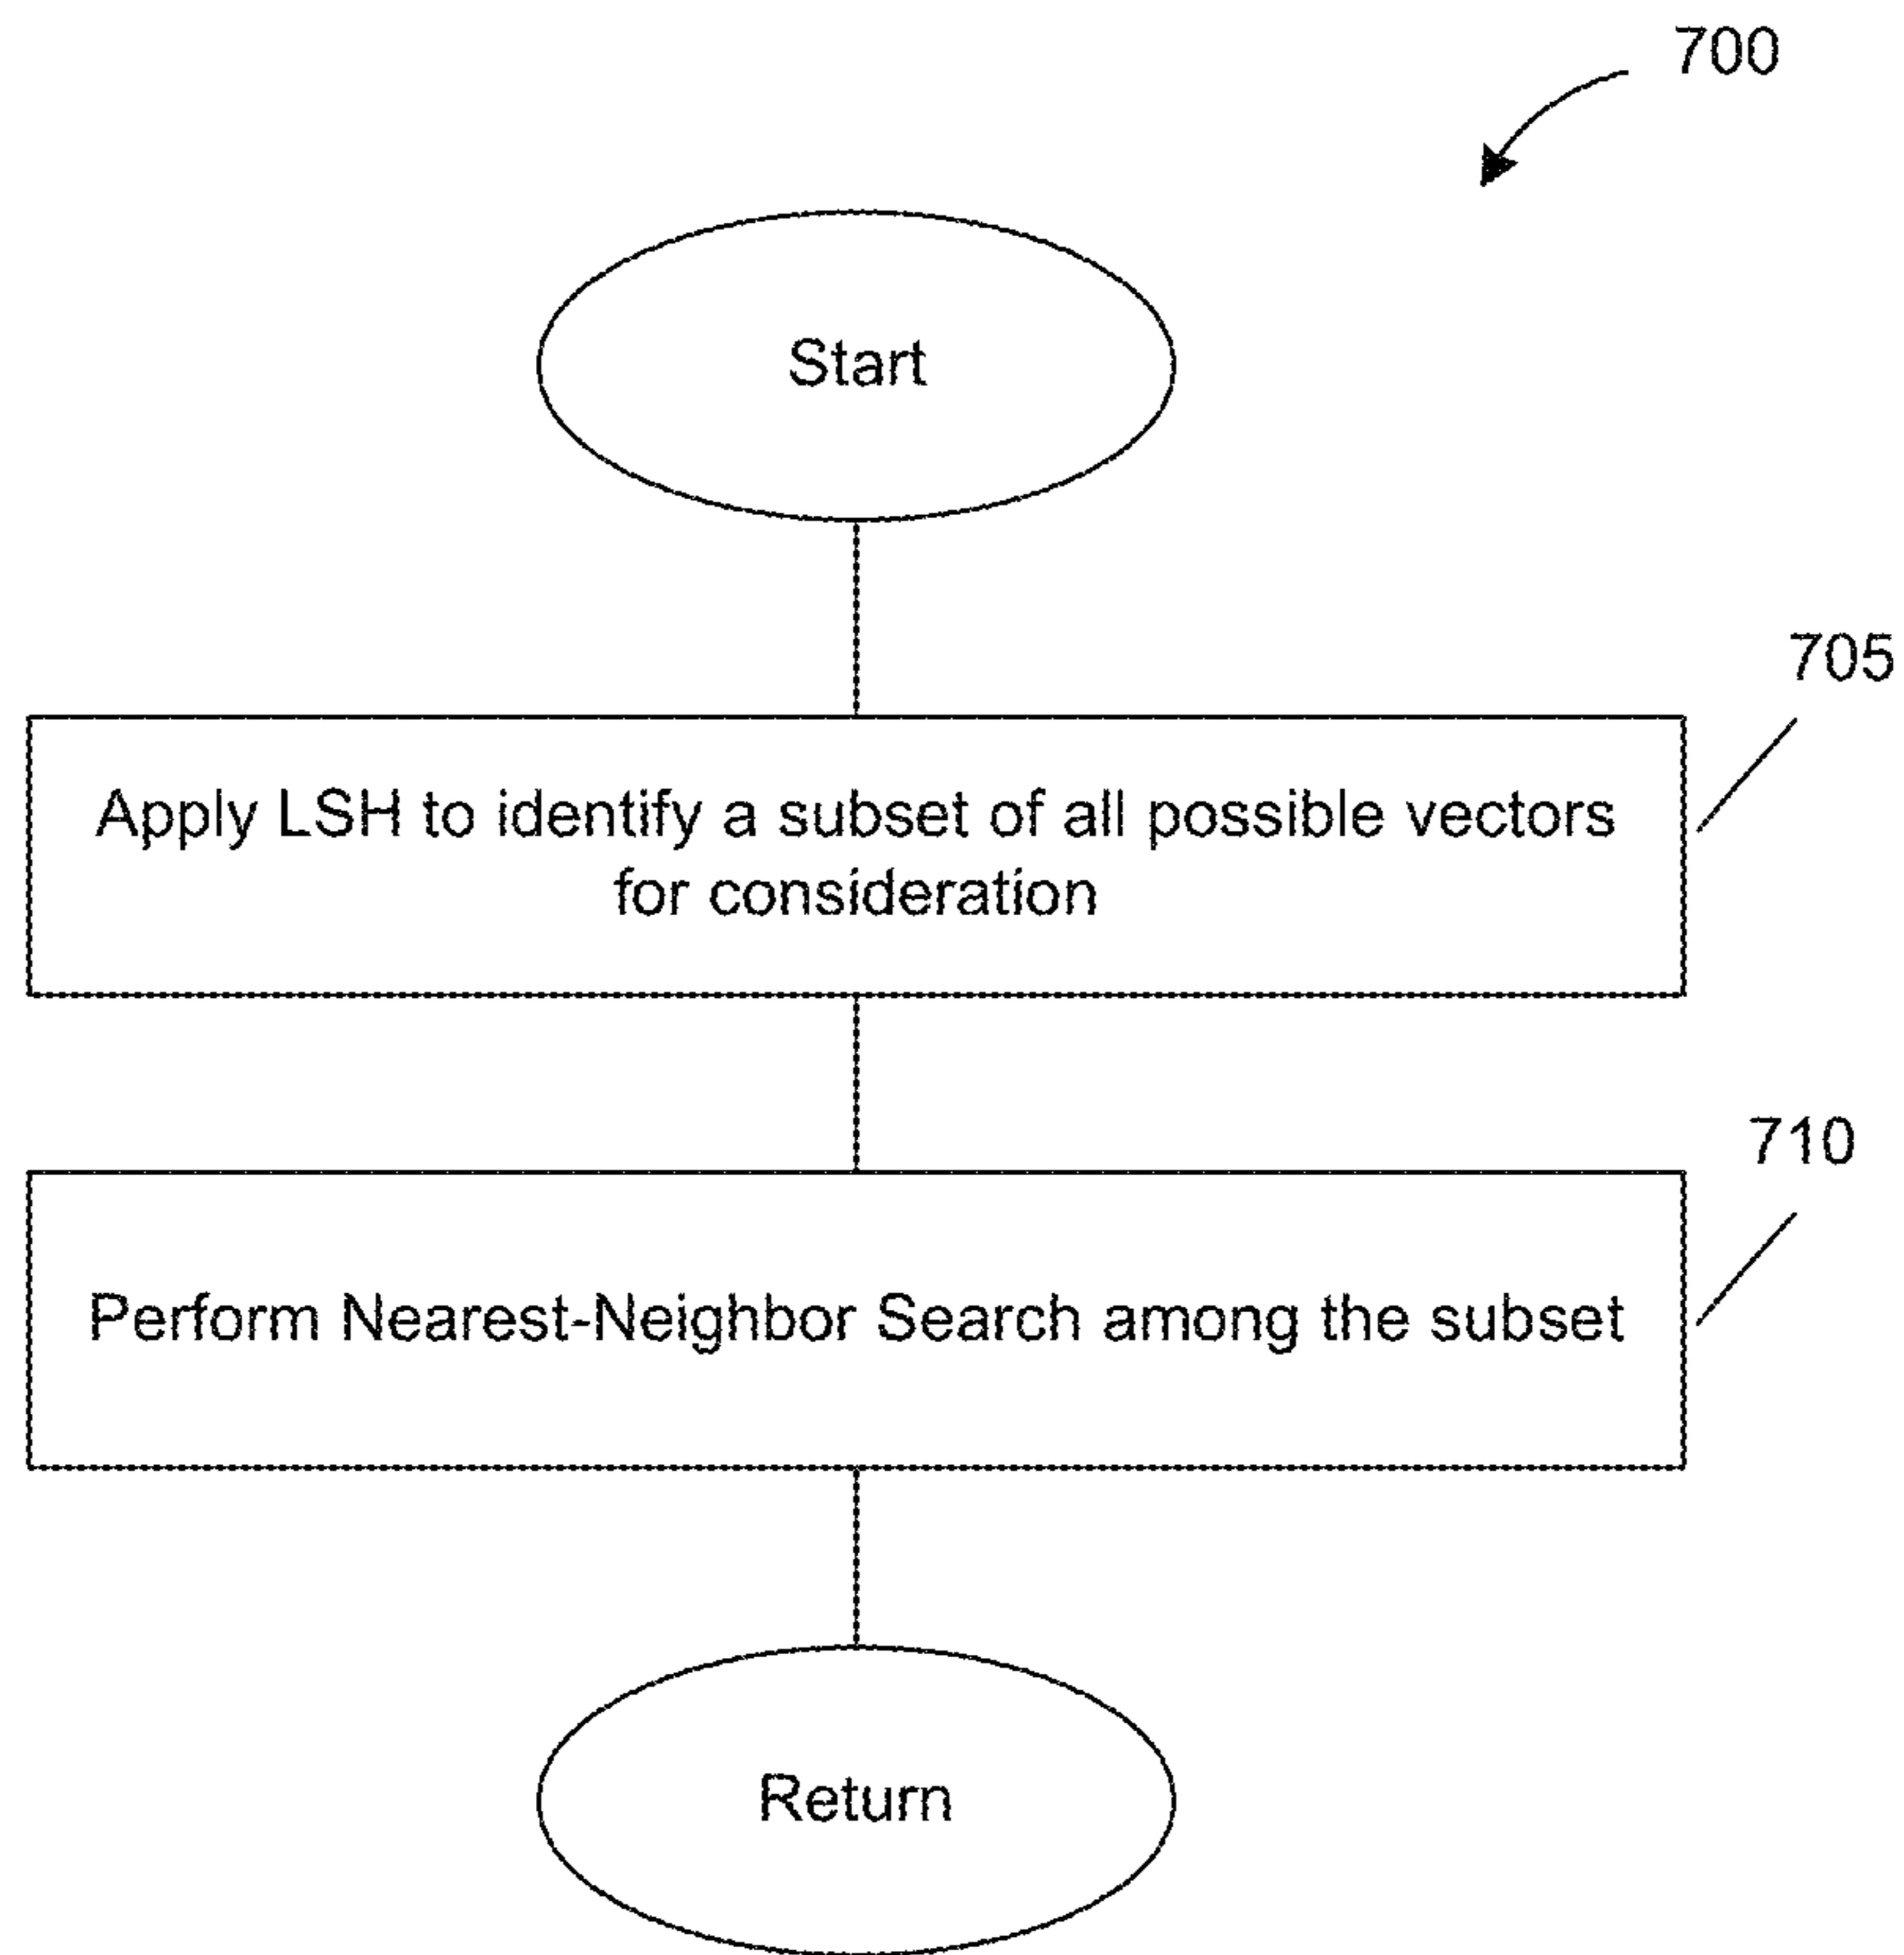 700
Start
705
Apply LSH to identify a subset of all possible vectors
for consideration
710
Perform Nearest-Neighbor Search among the subset
Return